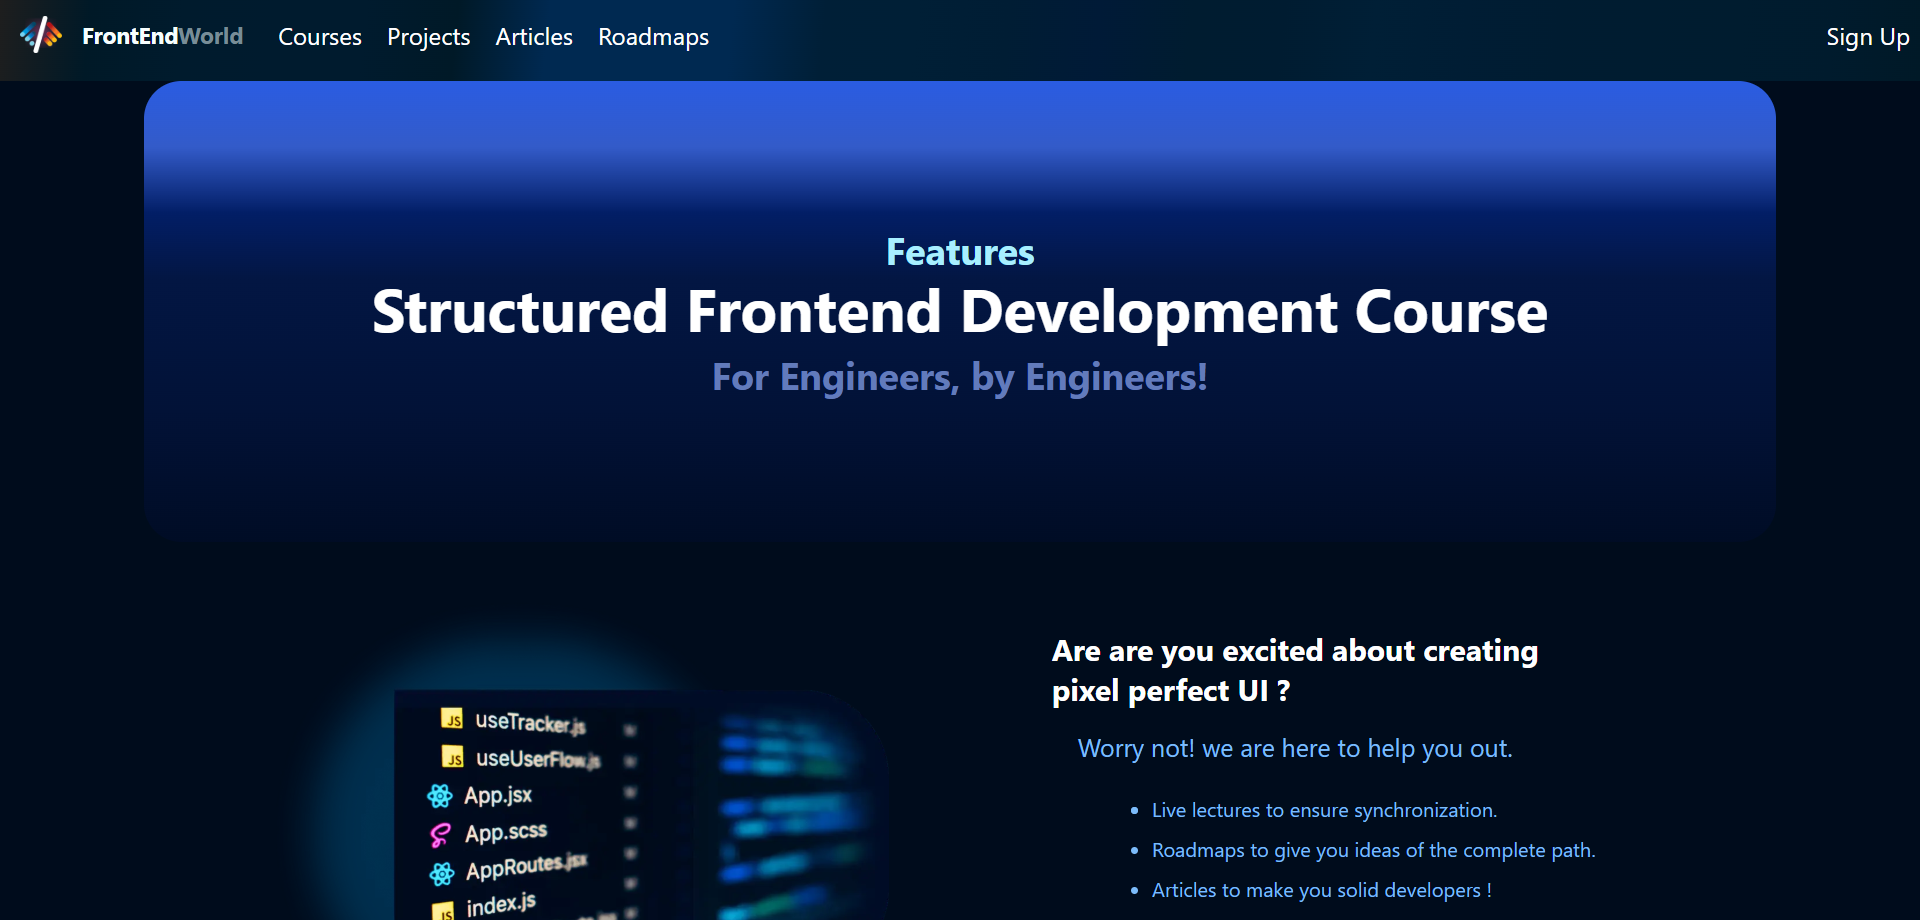 FrontEndWorld
Courses
Projects
Articles
Roadmaps
Sign Up
Features
Structured Frontend Development Course
For Engineers, by Engineers!
JS useTracker.js
JS useUserFlow.js
App.jsx
App.scss
AppRoutes.jsx
JS index.js
Are are you excited about creating
pixel perfect UI ?
Worry not! we are here to help you out.
• Live lectures to ensure synchronization.
• Roadmaps to give you ideas of the complete path.
• Articles to make you solid developers !